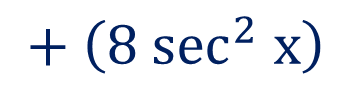 + (8 sec² x)